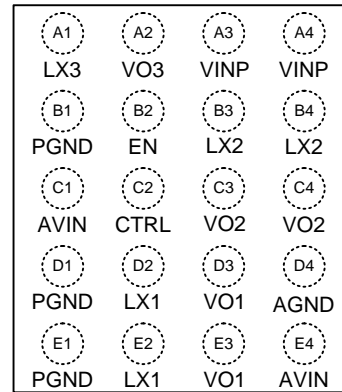 A1 A2 A3 A4
LX3 VO3 VINP VINP
B1 B2 B3 B4
PGND EN LX2 LX2
C1 C2 C3 C4
AVIN CTRL VO2 VO2
D1 D2 D3 D4
PGND LX1 VO1 AGND
E1 E2 E3 E4
PGND LX1 VO1 AVIN